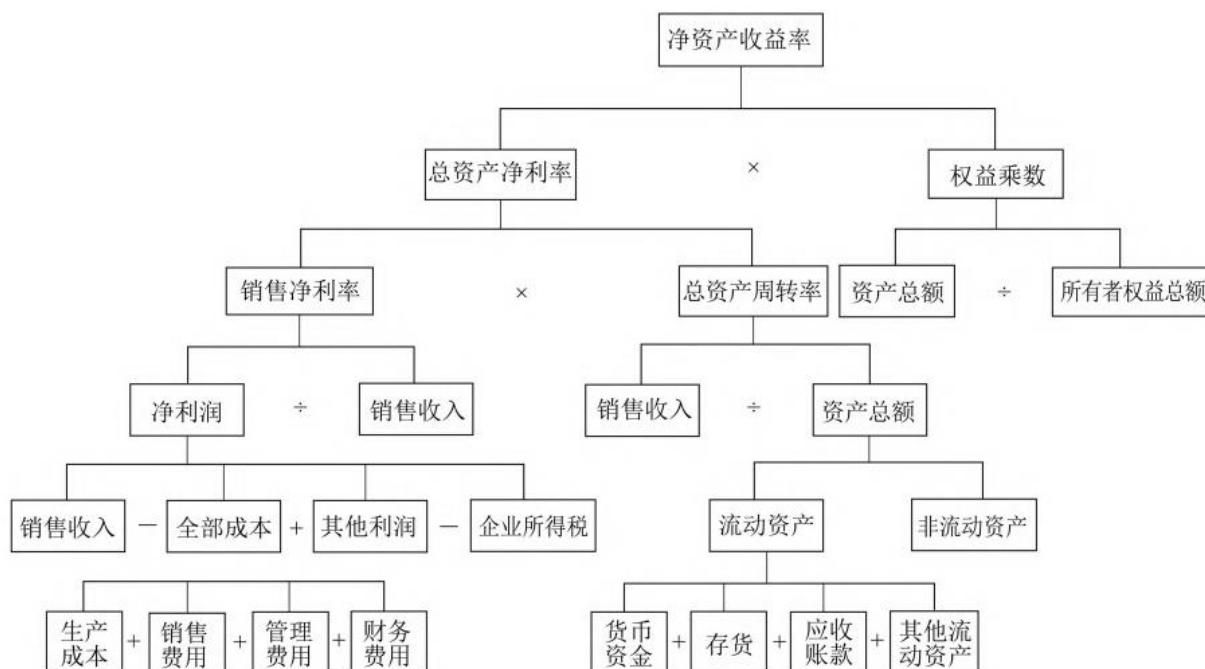 净资产收益率
总资产净利率 × 权益乘数
销售净利率 × 总资产周转率 资产总额 ÷ 所有者权益总额
净利润 ÷ 销售收入 销售收入 ÷ 资产总额
销售收入 － 全部成本 + 其他利润 － 企业所得税 流动资产 非流动资产
生产 销售 管理 财务 货币 应收 其他流
+ + + + 存货 + +
成本 费用 费用 费用 资金 账款 动资产